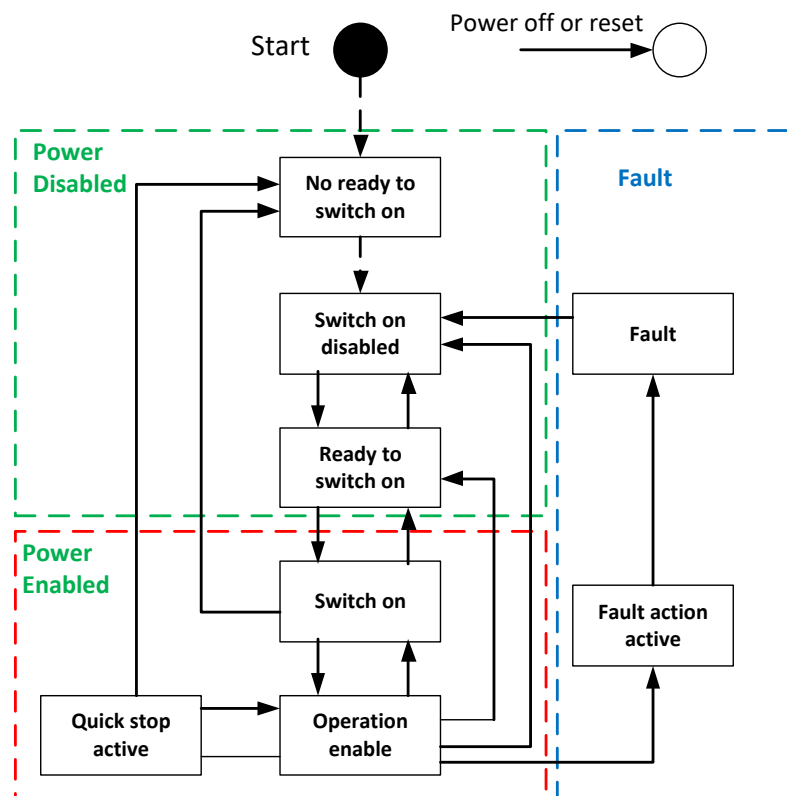 Start
Power off or reset
Power
Disabled
Fault
No ready to
switch on
Switch on
disabled
Fault
Ready to
switch on
Power
Enabled
Switch on
Fault action
active
Quick stop
active
Operation
enable